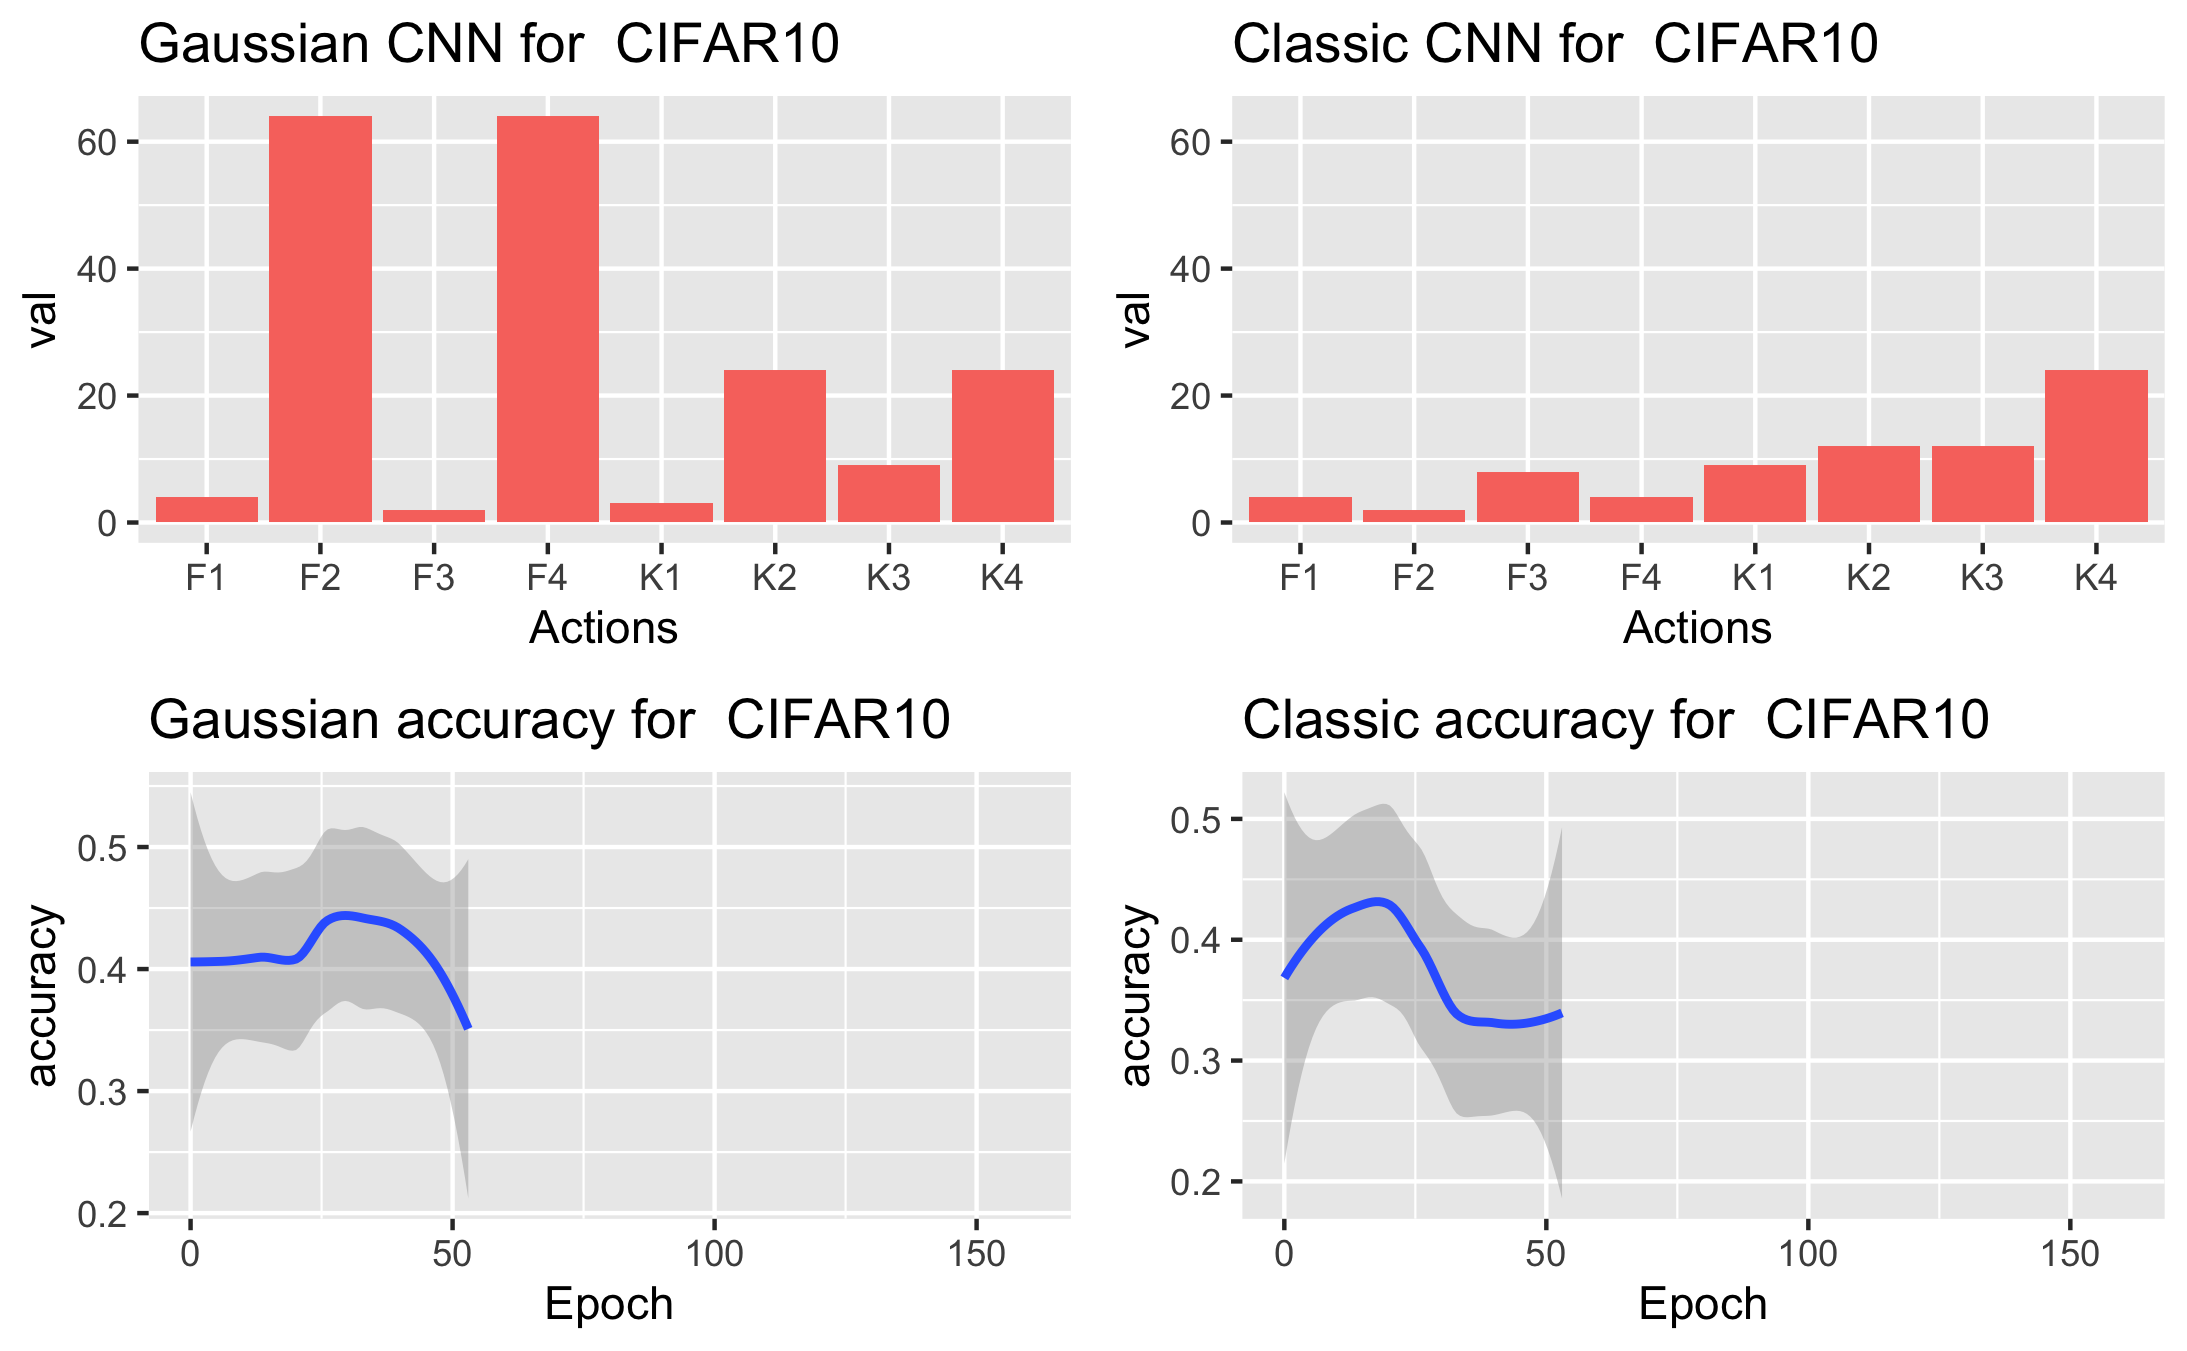 Gaussian CNN for  CIFAR10
60
40
20
0
val
F1 F2 F3 F4 K1 K2 K3 K4
Actions
Classic CNN for  CIFAR10
60
40
20
0
val
F1 F2 F3 F4 K1 K2 K3 K4
Actions
Gaussian accuracy for  CIFAR10
0.5
0.4
0.3
0.2
accuracy
0 50 100 150
Epoch
Classic accuracy for  CIFAR10
0.5
0.4
0.3
0.2
accuracy
0 50 100 150
Epoch